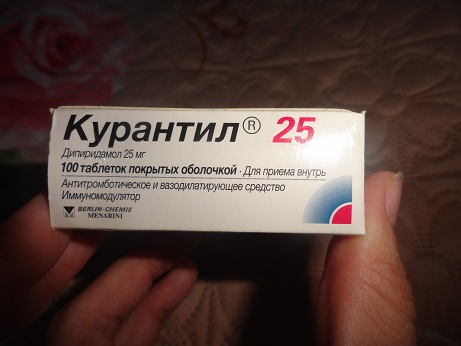 Курантил® 25
Дипиридамол 25 мг
100 таблеток покрытых оболочкой · Для приема внутрь
Антитромботическое и вазодилатирующее средство
Иммуномодулятор
BERLIN-CHEMIE
MENARINI